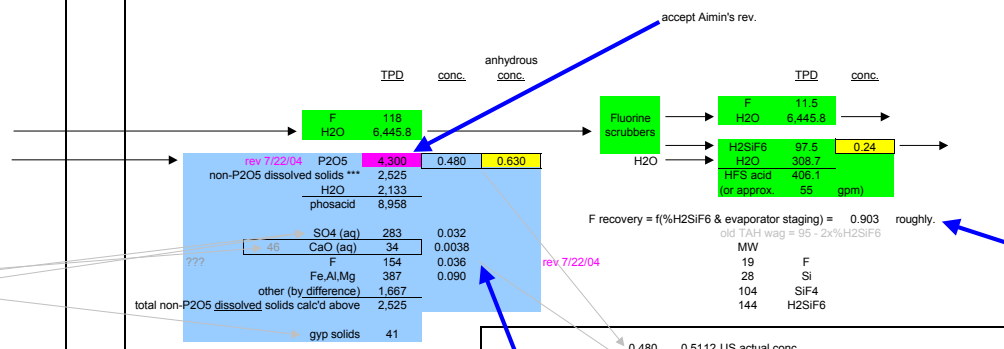 accept Aimin's rev.
anhydrous
TPD conc. conc. TPD conc.
F 118
H2O 6,445.8
Fluorine
scrubbers
F 11.5
H2O 6,445.8
H2SiF6 97.5 0.24
H2O H2O 308.7
HFS acid 406.1
(or approx. 55 gpm)
rev 7/22/04 P2O5 4,300 0.480 0.630
non-P2O5 dissolved solids *** 2,525
H2O 2,133
phosacid 8,958
F recovery = f(%H2SiF6 & evaporator staging) = 0.903 roughly.
old TAH wag = 95 - 2x%H2SiF6
SO4 (aq) 283 0.032
46 CaO (aq) 34 0.0038
??? F 154 0.036 rev 7/22/04
Fe,Al,Mg 387 0.090
other (by difference) 1,667
total non-P2O5 dissolved solids calc'd above 2,525
gyp solids 41
MW
19 F
28 Si
104 SiF4
144 H2SiF6
0.480 0.5112 US actual conc.